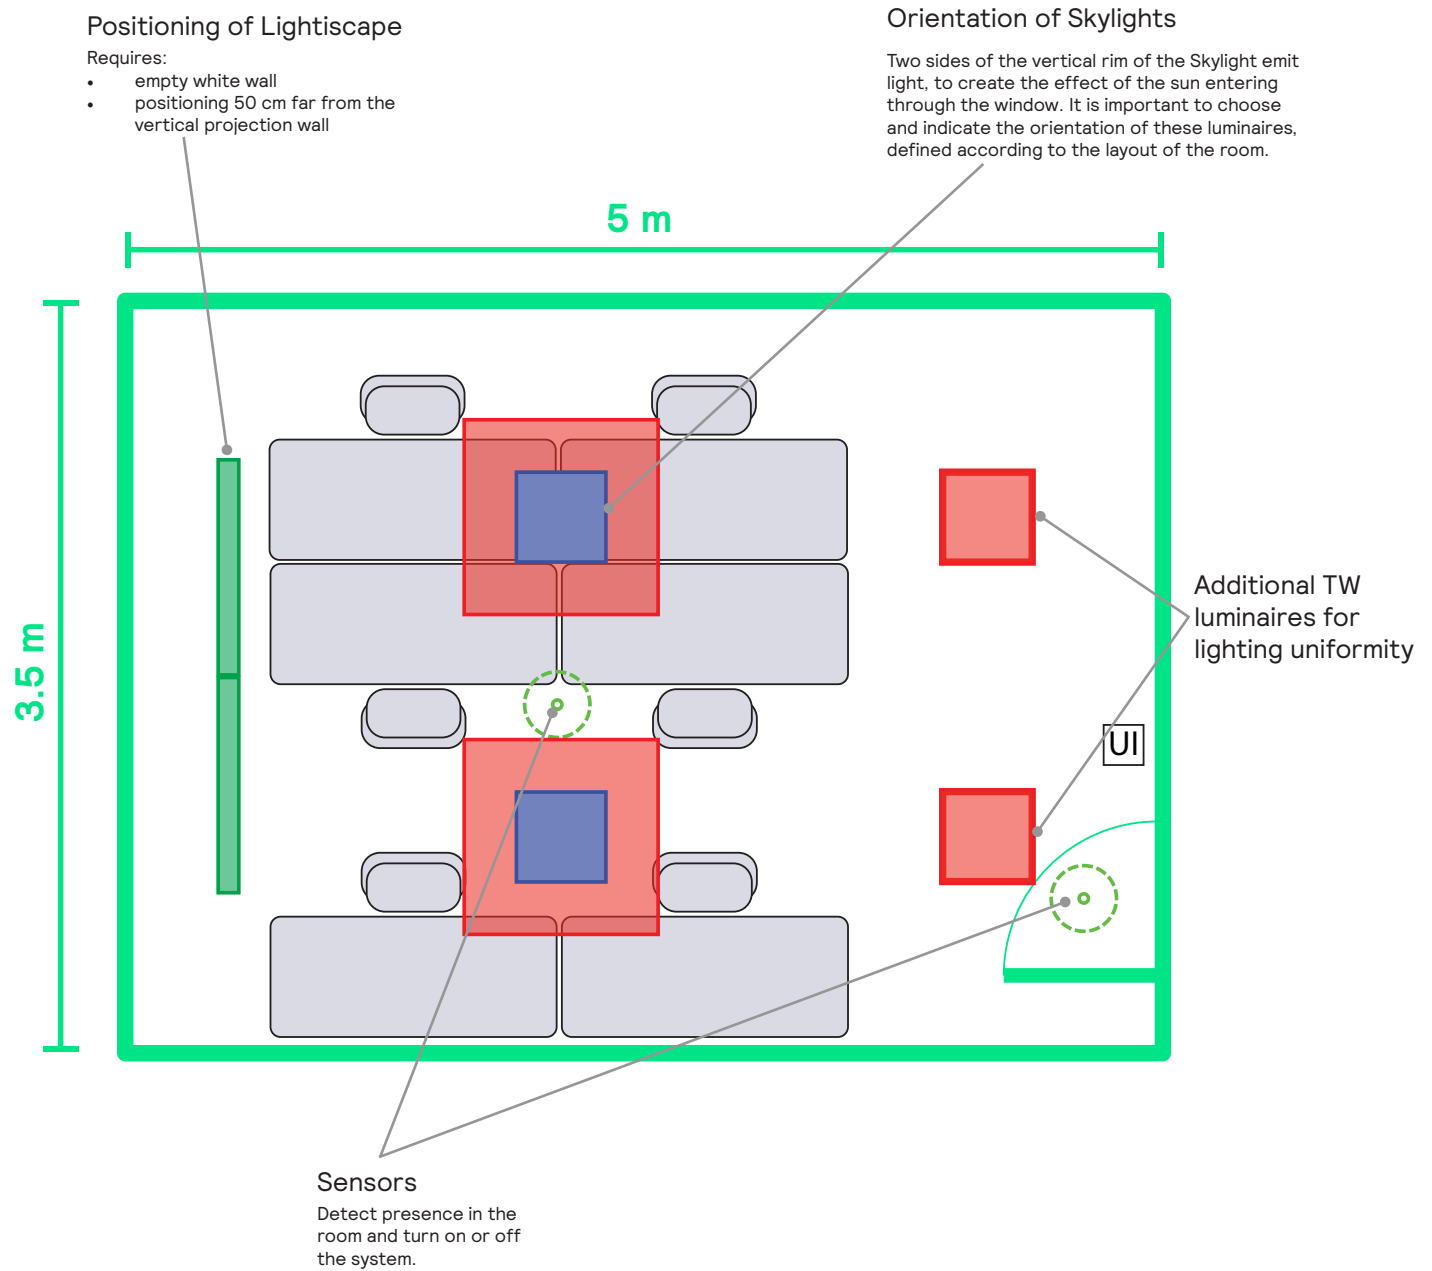 Positioning of Lightiscape
Requires:
• empty white wall
• positioning 50 cm far from the
vertical projection wall
Orientation of Skylights
Two sides of the vertical rim of the Skylight emit
light, to create the effect of the sun entering
through the window. It is important to choose
and indicate the orientation of these luminaires,
defined according to the layout of the room.
5 m
3.5 m
Additional TW
luminaires for
lighting uniformity
UI
Sensors
Detect presence in the
room and turn on or off
the system.